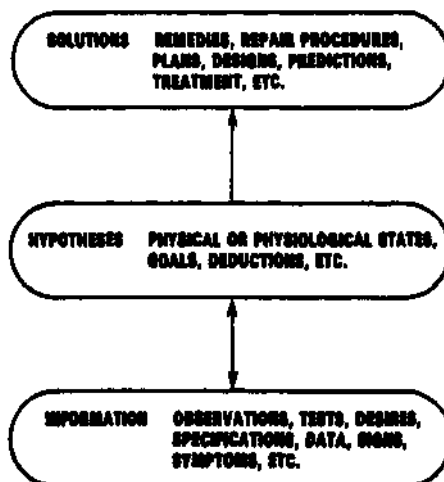 SOLUTIONS REMEDIES, REPAIR PROCEDURES,
PLANS, DESIGNS, PREDICTIONS,
TREATMENT, ETC.
HYPOTHESES PHYSICAL OR PHYSIOLOGICAL STATES,
GOALS, DEDUCTIONS, ETC.
INFORMATION OBSERVATIONS, TESTS, DESIRES,
SPECIFICATIONS, DATA, SIGNS,
SYMPTOMS, ETC.